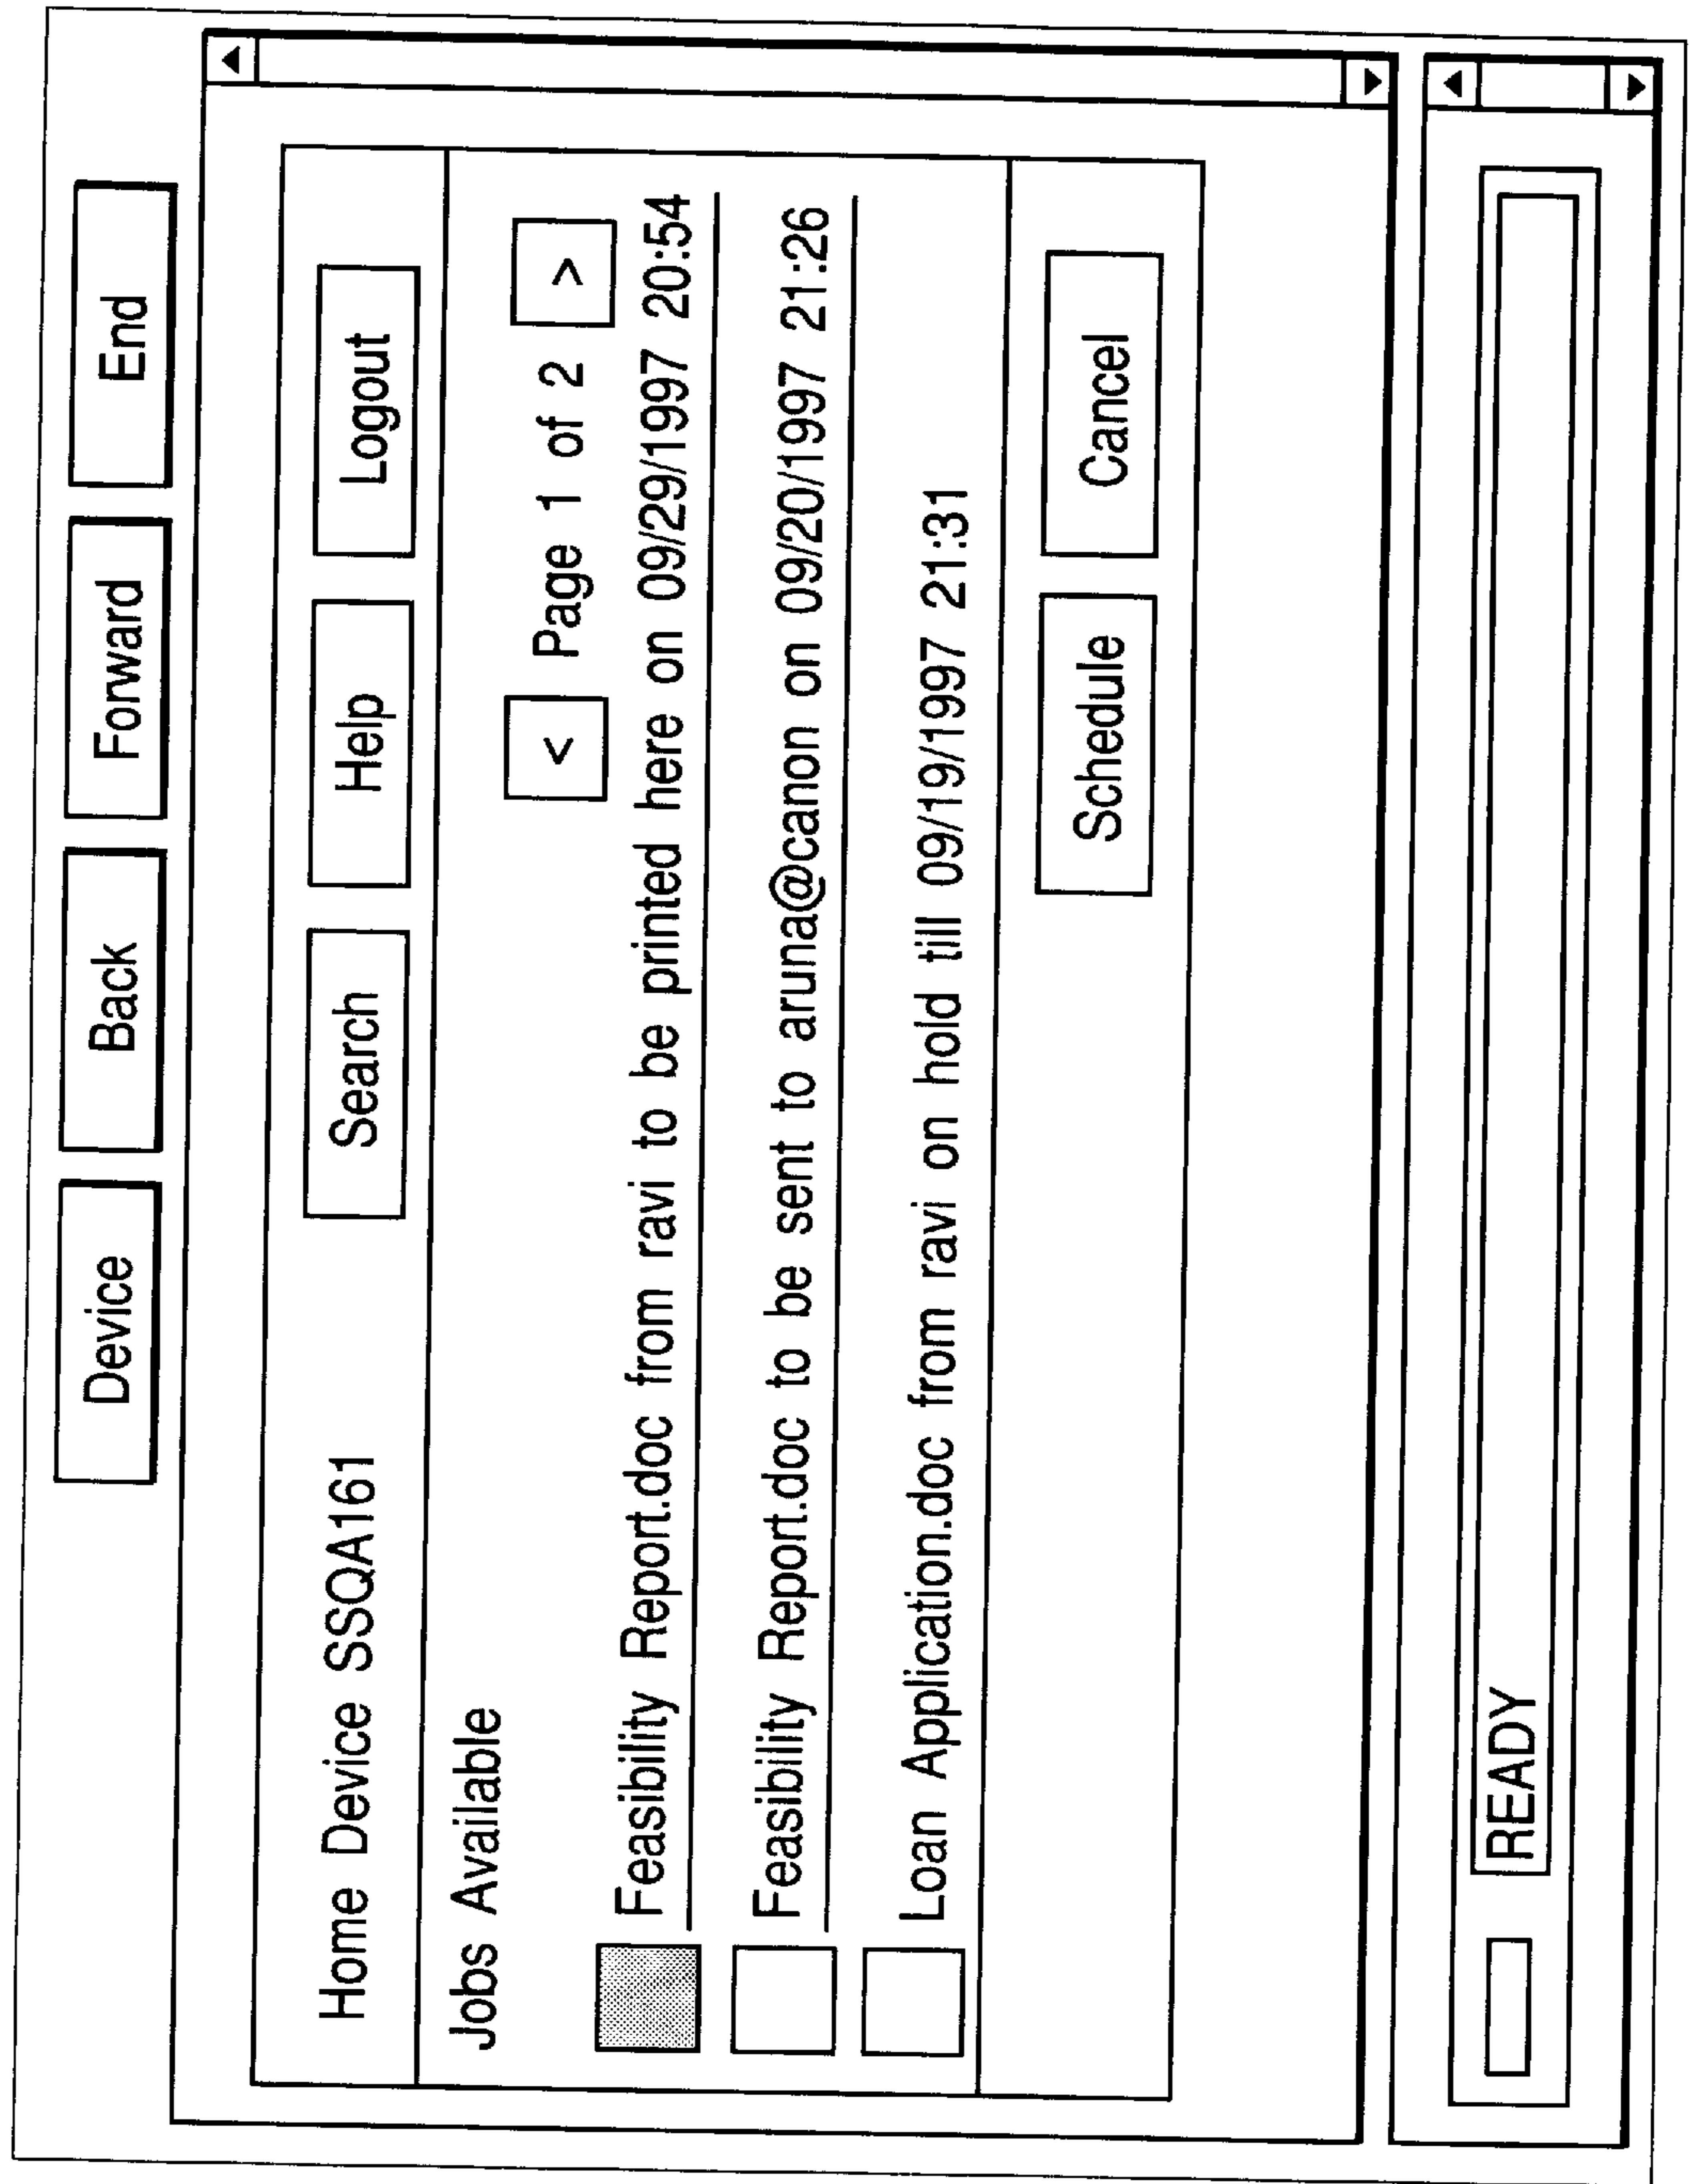 Device Back Forward End
Home Device SSQA161 Search Help Logout
Jobs Available
< Page 1 of 2 >
Feasibility Report.doc from ravi to be printed here on 09/29/1997 20:54
Feasibility Report.doc to be sent to aruna@canon on 09/20/1997 21:26
Loan Application.doc from ravi on hold till 09/19/1997 21:31
Schedule Cancel
READY